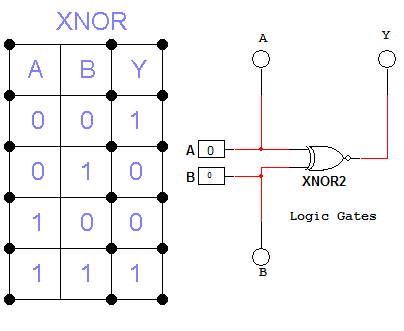 XNOR
A B Y
0 0 1
0 1 0
1 0 0
1 1 1
A
Y
A 0
B 0
XNOR2
Logic Gates
B